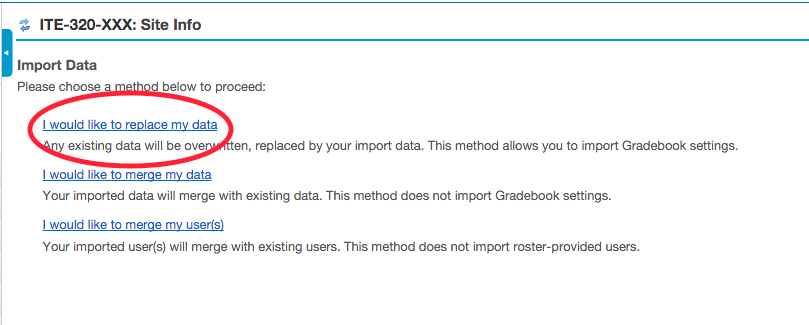 ITE-320-XXX: Site Info
Import Data
Please choose a method below to proceed:
I would like to replace my data
Any existing data will be overwritten, replaced by your import data. This method allows you to import Gradebook settings.
I would like to merge my data
Your imported data will merge with existing data. This method does not import Gradebook settings.
I would like to merge my user(s)
Your imported user(s) will merge with existing users. This method does not import roster-provided users.